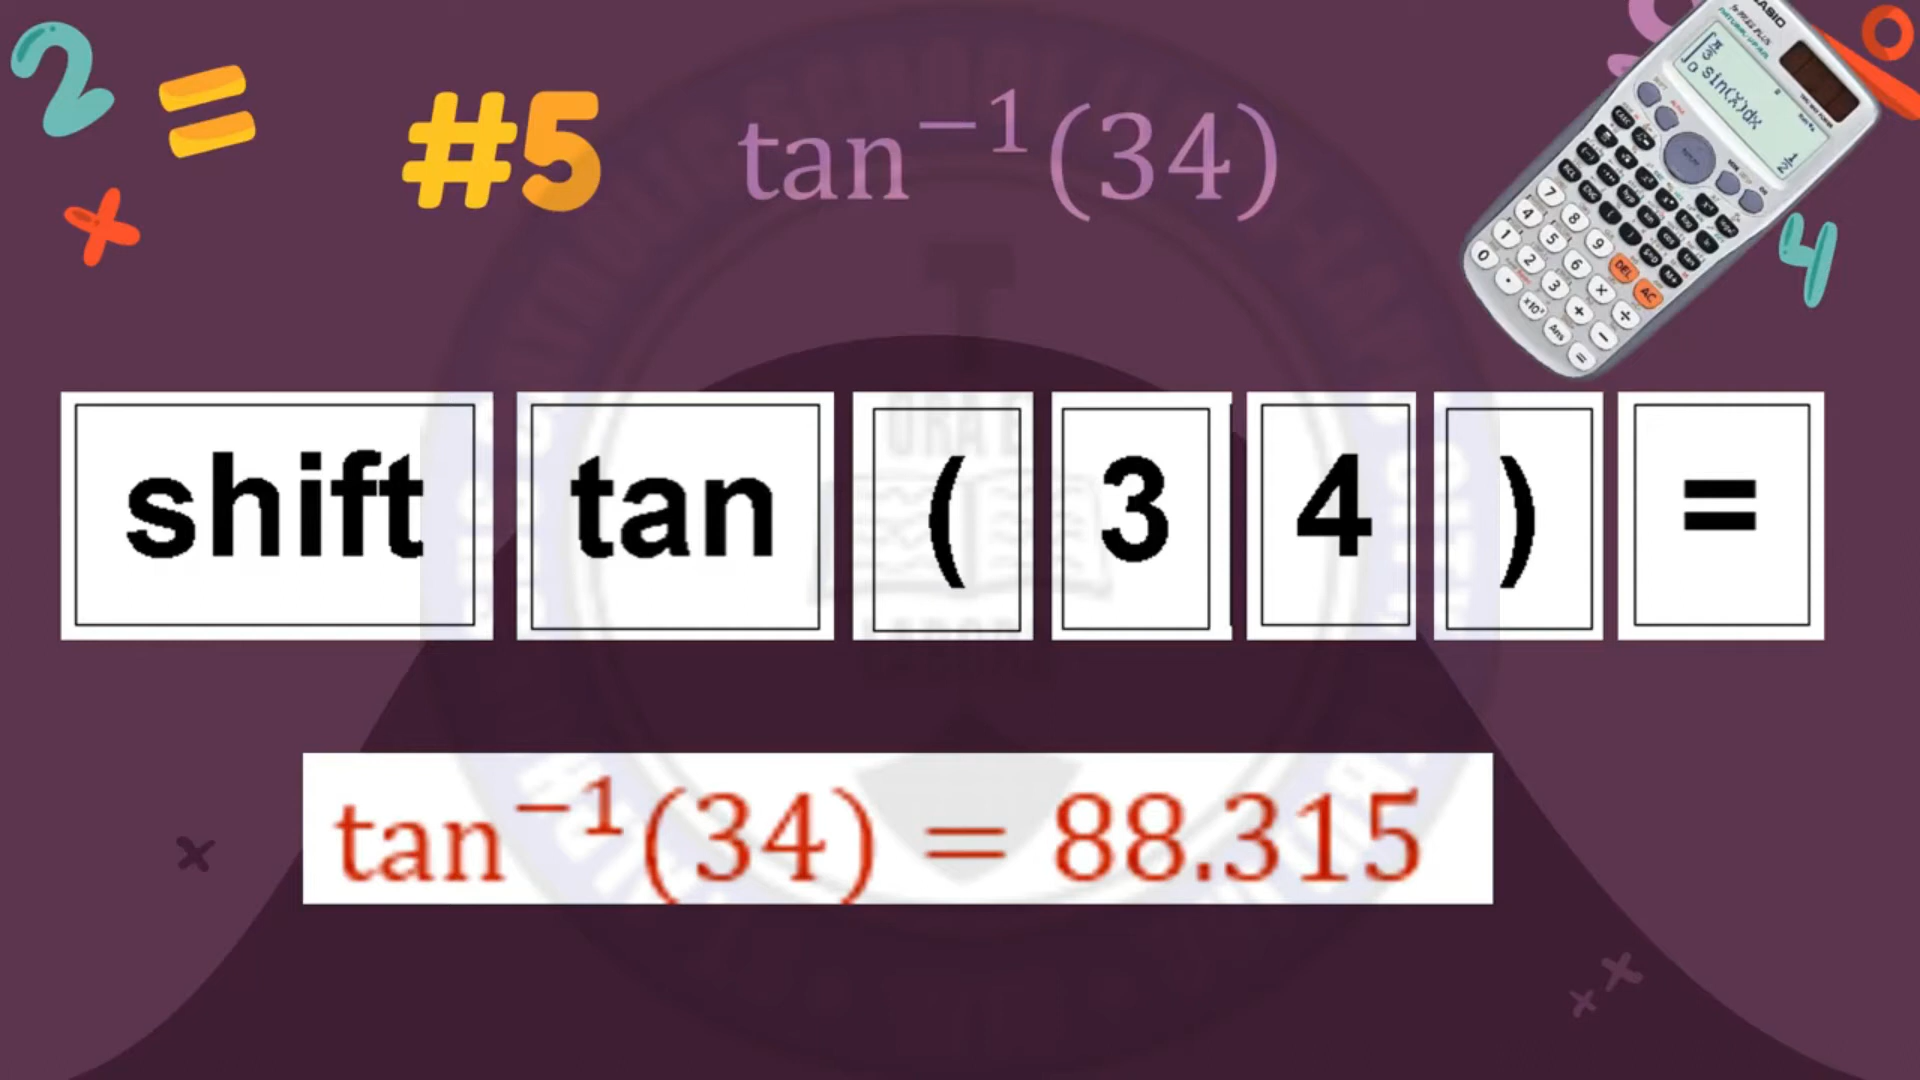 #5 tan⁻¹(34)
shift tan ( 3 4 ) =
tan⁻¹(34) = 88.315